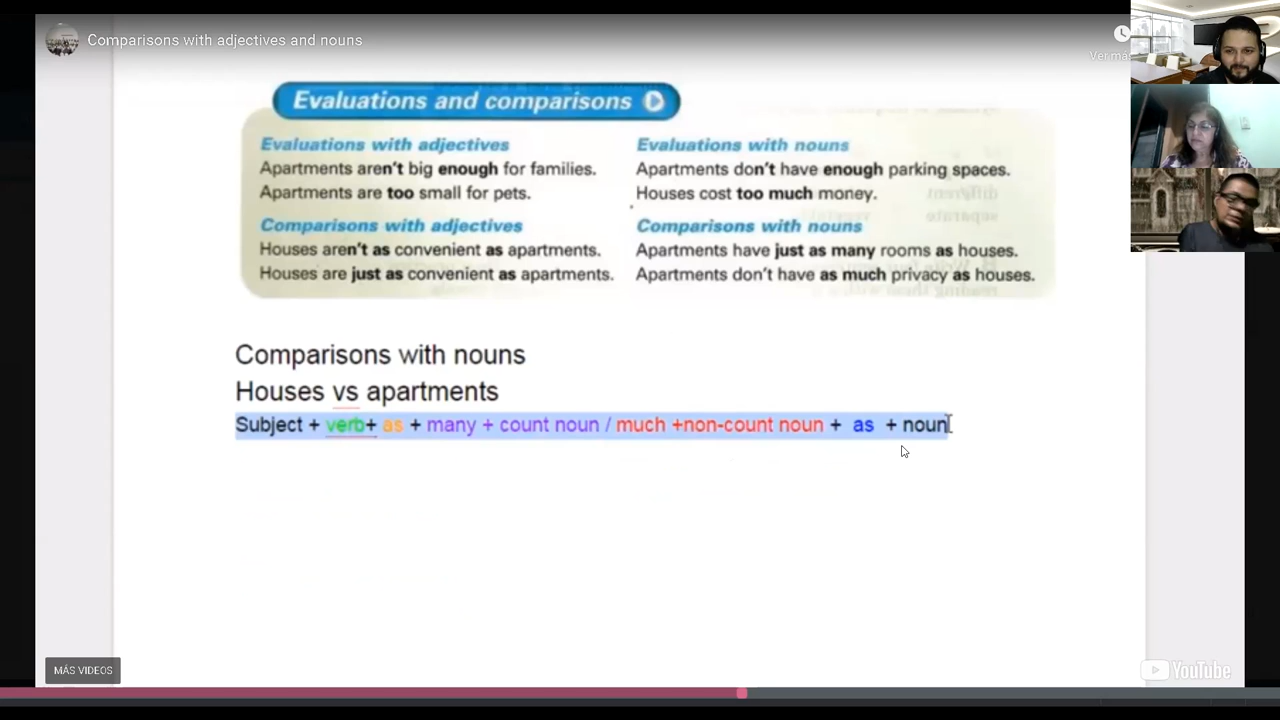 Comparisons with adjectives and nouns
Ver má
Evaluations and comparisons
Evaluations with adjectives
Apartments aren't big enough for families.
Apartments are too small for pets.
Comparisons with adjectives
Houses aren't as convenient as apartments.
Houses are just as convenient as apartments.
Evaluations with nouns
Apartments don't have enough parking spaces.
Houses cost too much money.
Comparisons with nouns
Apartments have just as many rooms as houses.
Apartments don't have as much privacy as houses.
Comparisons with nouns
Houses vs apartments
Subject + verb+ as + many + count noun / much +non-count noun + as + noun
MÁS VIDEOS
YouTube